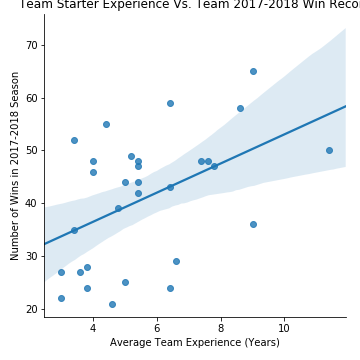 Team Starter Experience Vs. Team 2017-2018 Win Recor
70
60
50
40
30
20
Number of Wins in 2017-2018 Season
4 6 8 10
Average Team Experience (Years)